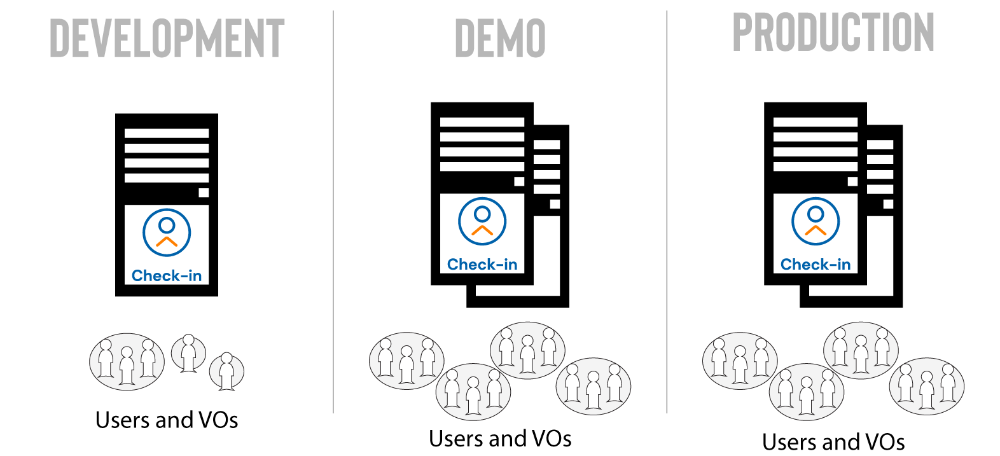 DEVELOPMENT
DEMO
PRODUCTION
Check-in
Check-in
Check-in
Users and VOs
Users and VOs
Users and VOs